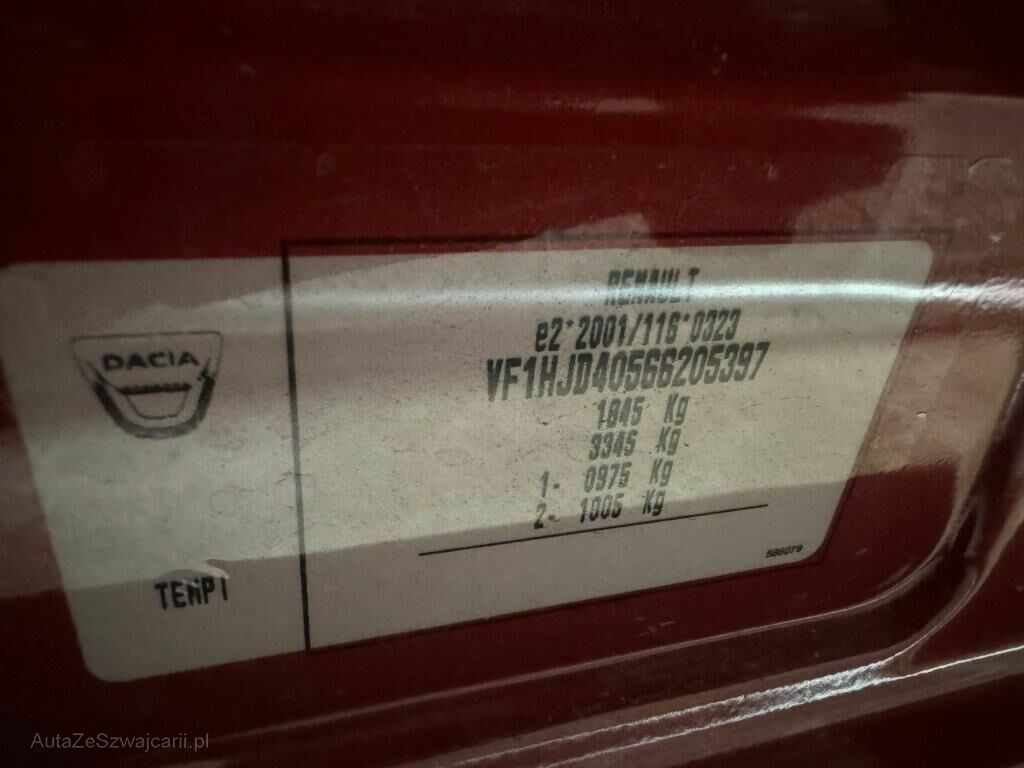 RENAULT
e2*2001/116*0323
VF1HJD40566205397
1845 Kg
3345 Kg
1- 0975 Kg
2- 1005 Kg
DACIA
TEMP1
586079
AutaZeSzwajcarii.pl